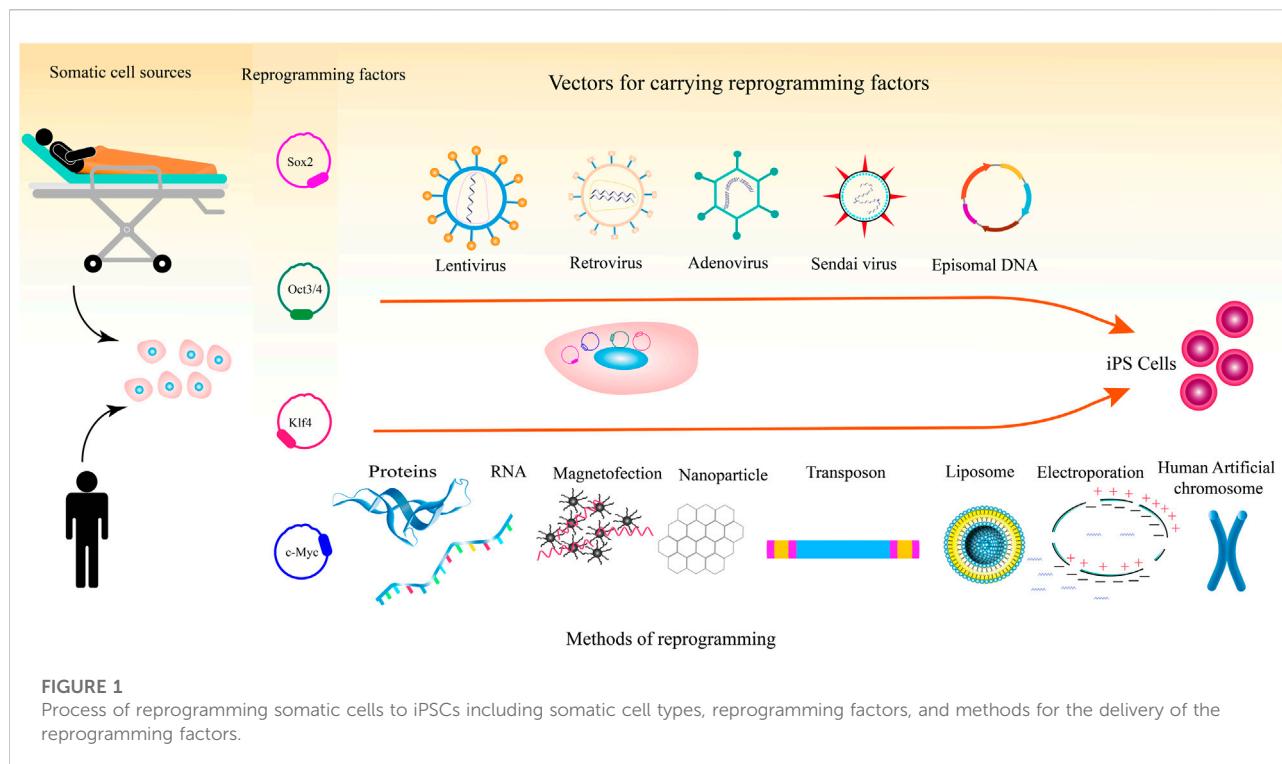 Somatic cell sources
Reprogramming factors
Vectors for carrying reprogramming factors
Sox2
Lentivirus
Retrovirus
Adenovirus
Sendai virus
Episomal DNA
Oct3/4
iPS Cells
Klf4
Proteins
RNA
Magnetofection
Nanoparticle
Transposon
Liposome
Electroporation
Human Artificial
chromosome
c-Myc
Methods of reprogramming
FIGURE 1
Process of reprogramming somatic cells to iPSCs including somatic cell types, reprogramming factors, and methods for the delivery of the
reprogramming factors.